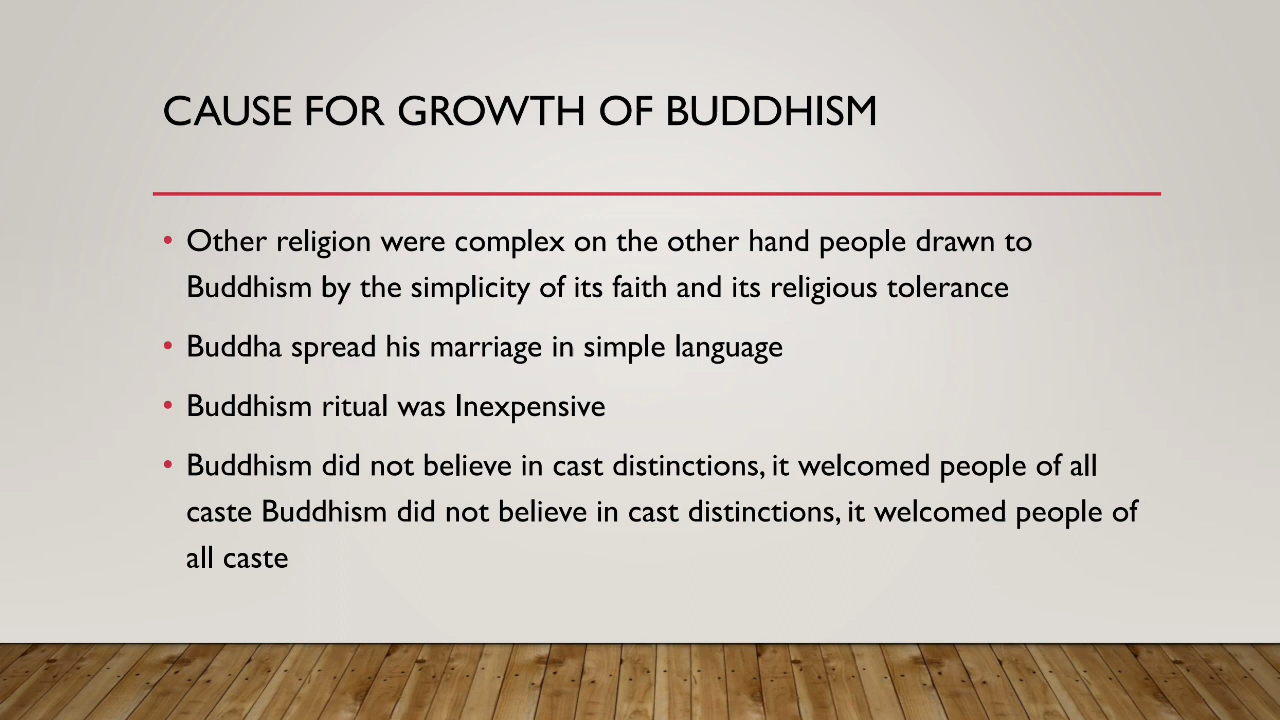 CAUSE FOR GROWTH OF BUDDHISM
• Other religion were complex on the other hand people drawn to
Buddhism by the simplicity of its faith and its religious tolerance
• Buddha spread his marriage in simple language
• Buddhism ritual was Inexpensive
• Buddhism did not believe in cast distinctions, it welcomed people of all
caste Buddhism did not believe in cast distinctions, it welcomed people of
all caste